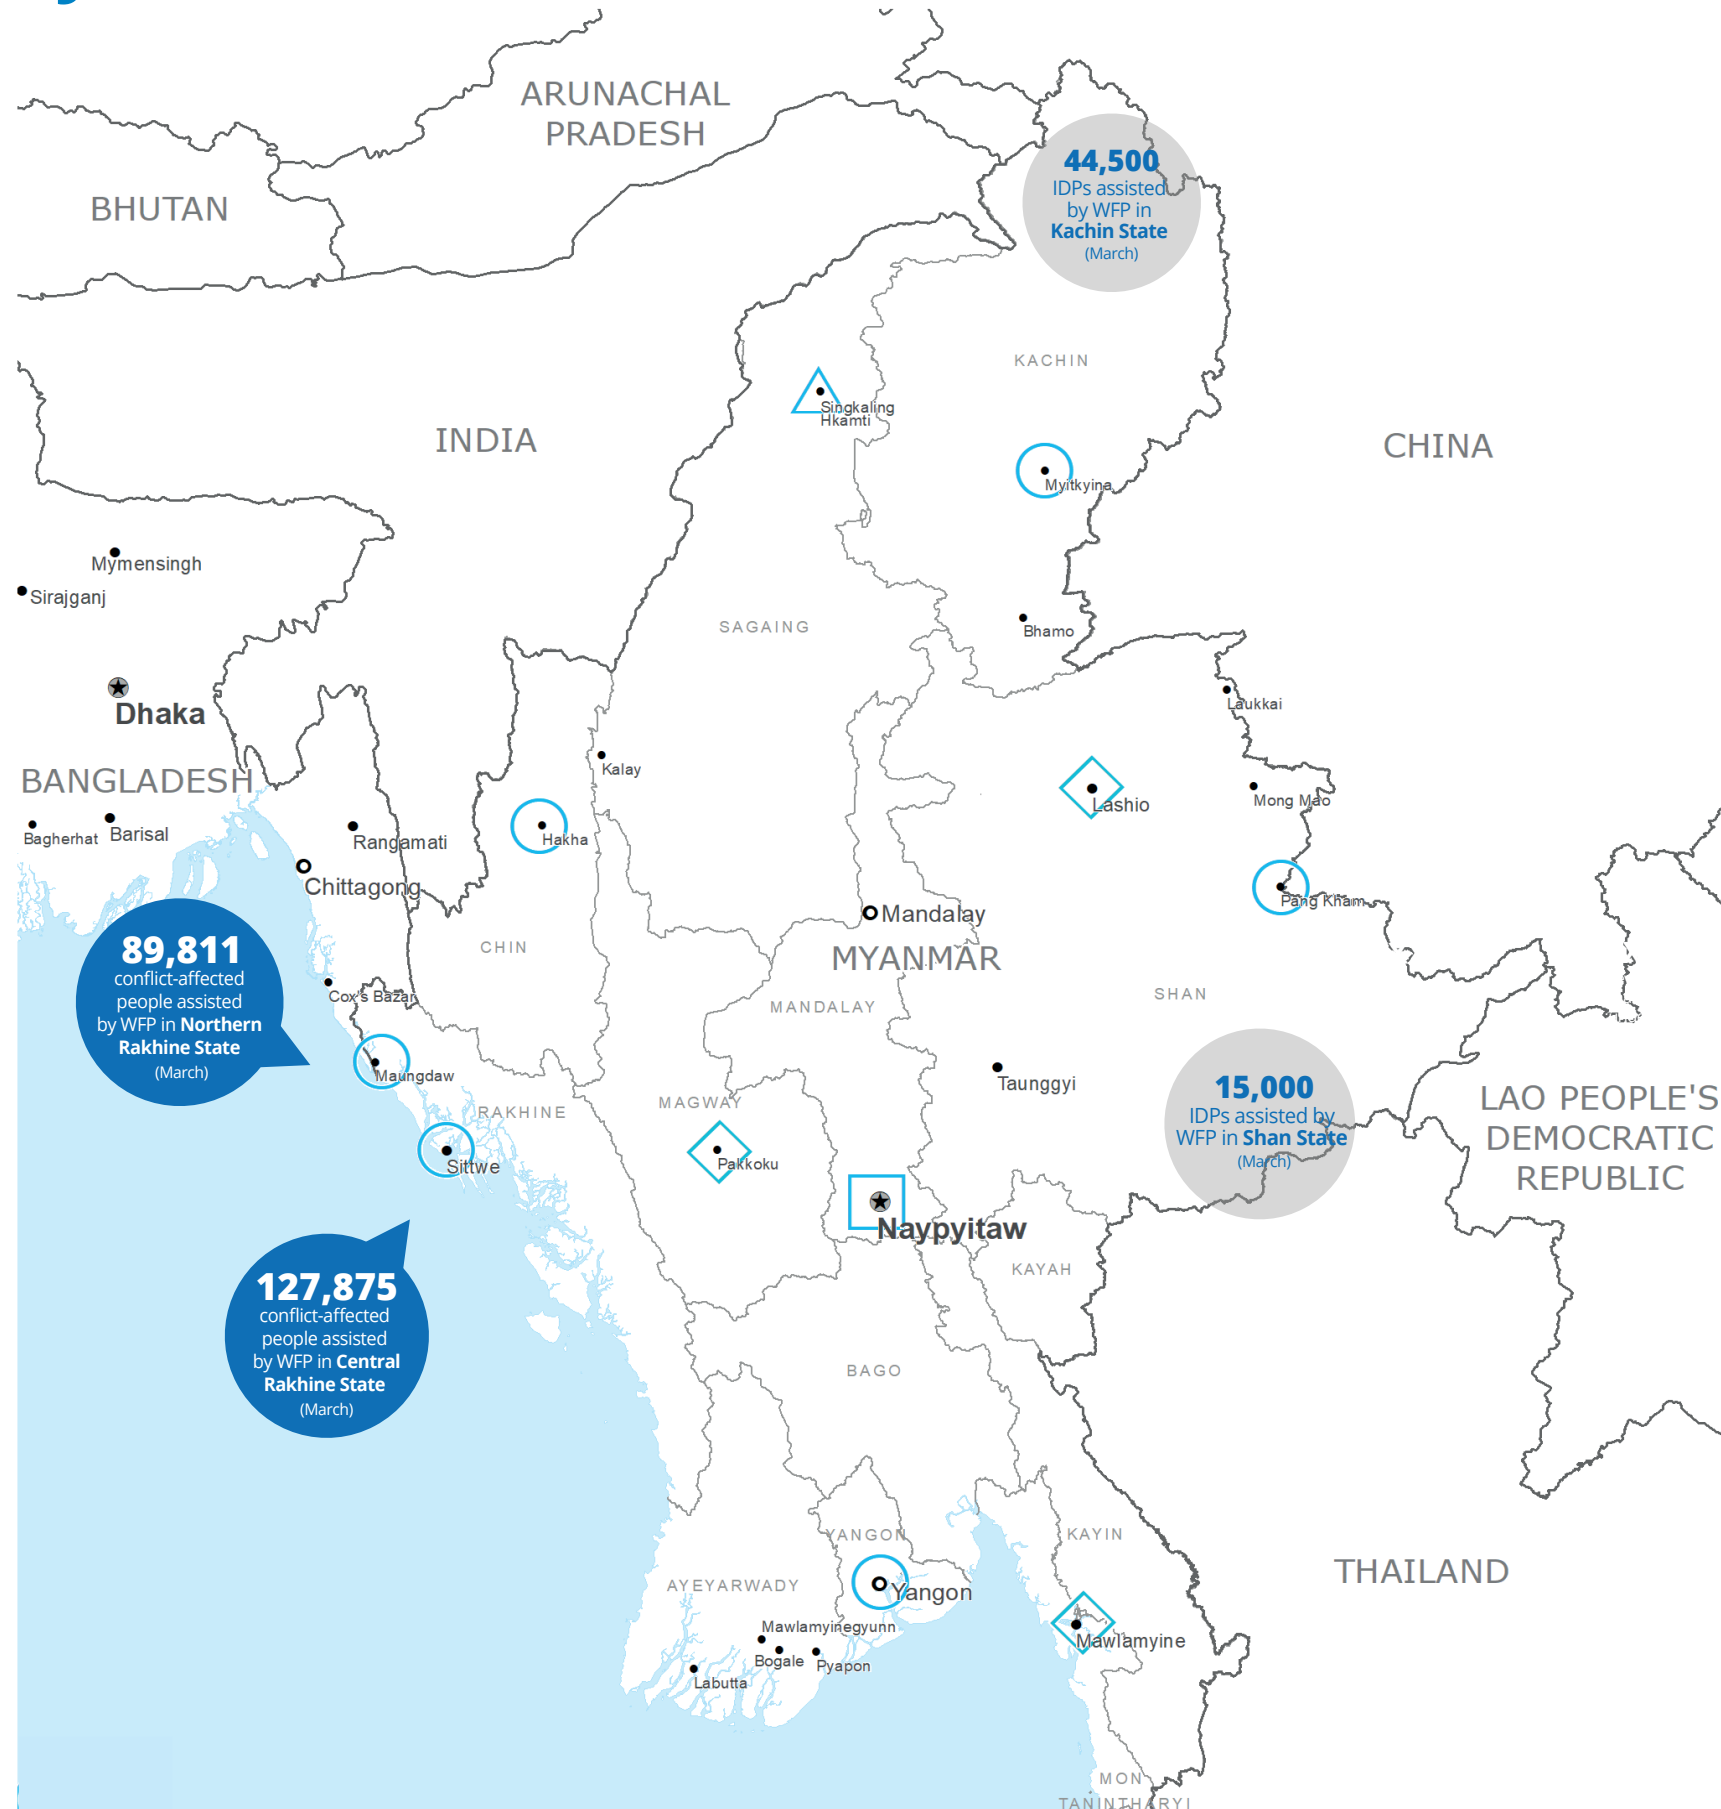 ARUNACHAL
PRADESH
BHUTAN
44,500
IDPs assisted
by WFP in
Kachin State
(March)
KACHIN
Singkaling
Hkamti
INDIA
CHINA
Myitkyina
Mymensingh
Sirajganj
SAGAING
Bhamo
Dhaka
Laukkai
Kalay
BANGLADESH
Lashio
Mong Mao
Bagherhat
Barisal
Rangamati
Hakha
Chittagong
Pang Kham
Mandalay
89,811
conflict-affected
people assisted
by WFP in Northern
Rakhine State
(March)
CHIN
MYANMAR
Cox's Bazar
MANDALAY
SHAN
Maungdaw
Taunggyi
15,000
IDPs assisted by
WFP in Shan State
(March)
RAKHINE
MAGWAY
LAO PEOPLE'S
DEMOCRATIC
REPUBLIC
Sittwe
Pakkoku
Naypyitaw
KAYAH
127,875
conflict-affected
people assisted
by WFP in Central
Rakhine State
(March)
BAGO
YANGON
KAYIN
THAILAND
AYEYARWADY
Yangon
Mawlamyinegyunn
Mawlamyine
Bogale
Pyapon
Labutta
MON
TANINTHARYI